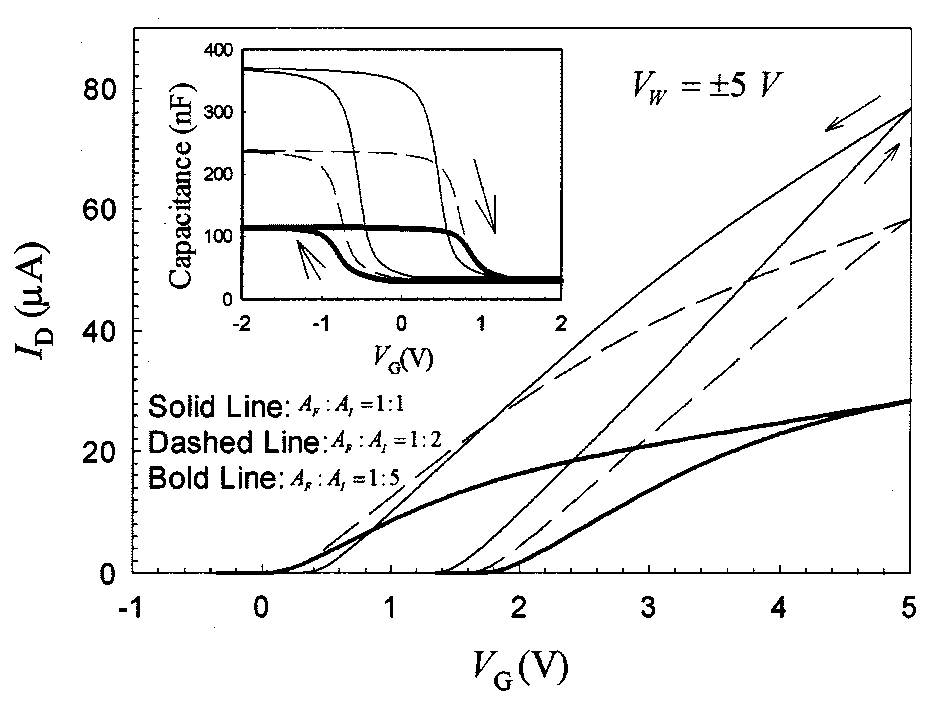 V_W = ±5 V
400
300
200
100
0
Capacitance (nF)
-2 -1 0 1 2
V_G(V)
80
60
40
20
0
I_D (μA)
Solid Line: A_F : A_I =1:1
Dashed Line: A_F : A_I =1:2
Bold Line: A_F : A_I =1:5
-1 0 1 2 3 4 5
V_G (V)